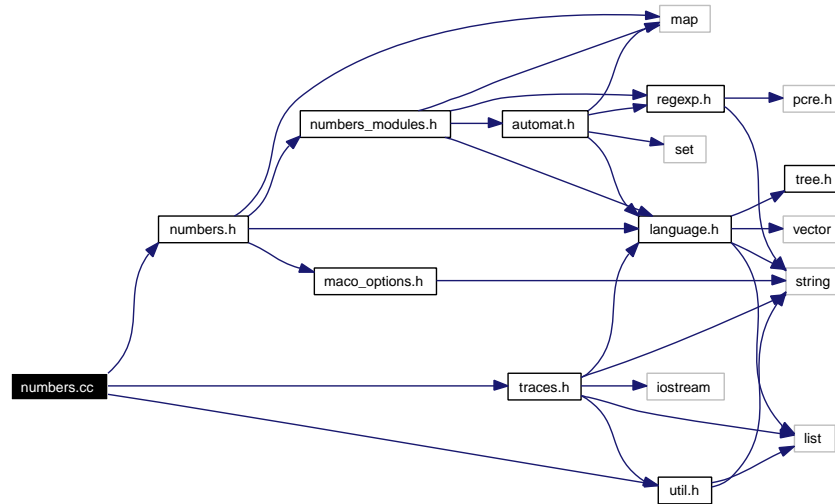 map
regexp.h
pcre.h
numbers_modules.h
automat.h
set
tree.h
numbers.h
language.h
vector
maco_options.h
string
numbers.cc
traces.h
iostream
list
util.h